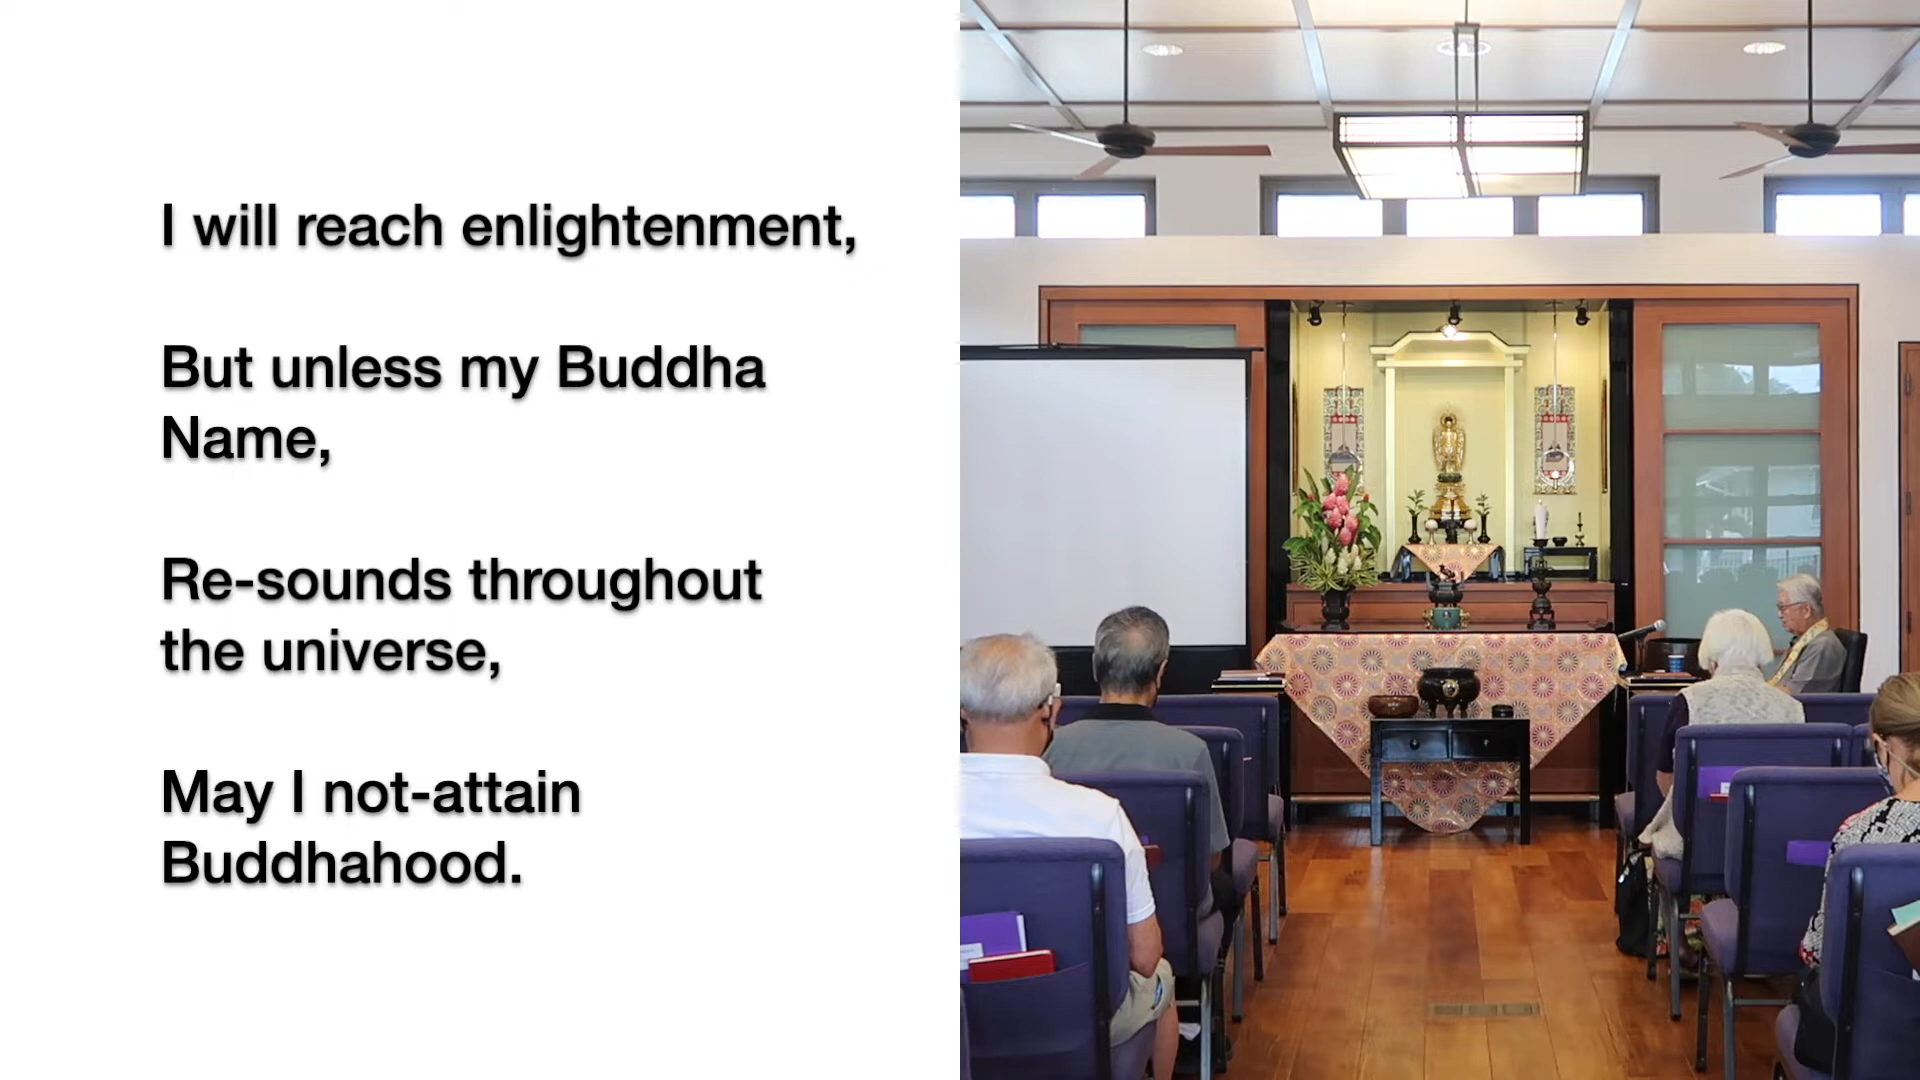 I will reach enlightenment,
But unless my Buddha
Name,
Re-sounds throughout
the universe,
May I not-attain
Buddhahood.